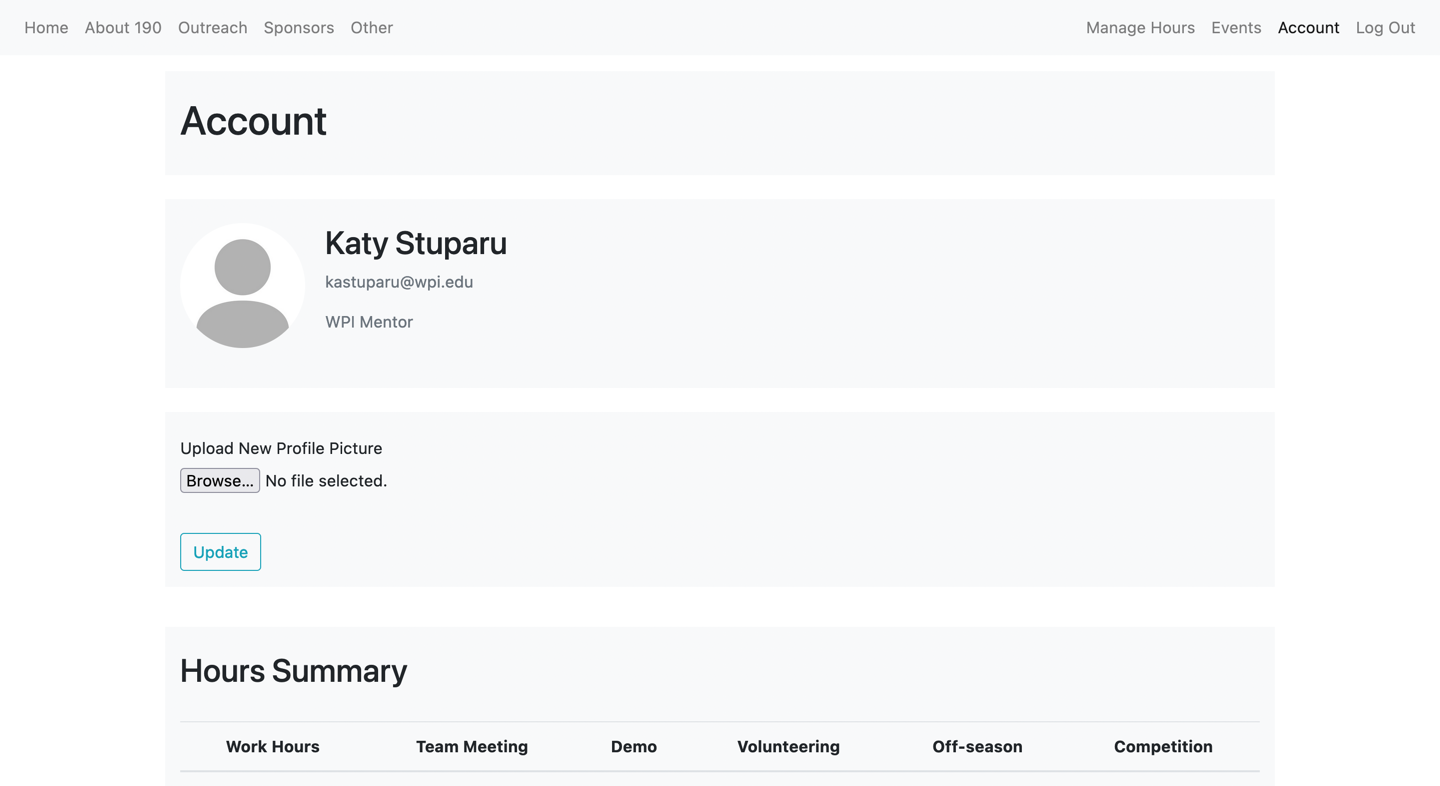 Home About 190 Outreach Sponsors Other Manage Hours Events Account Log Out
Account
Katy Stuparu
kastuparu@wpi.edu
WPI Mentor
Upload New Profile Picture
Browse... No file selected.
Update
Hours Summary
Work Hours Team Meeting Demo Volunteering Off-season Competition